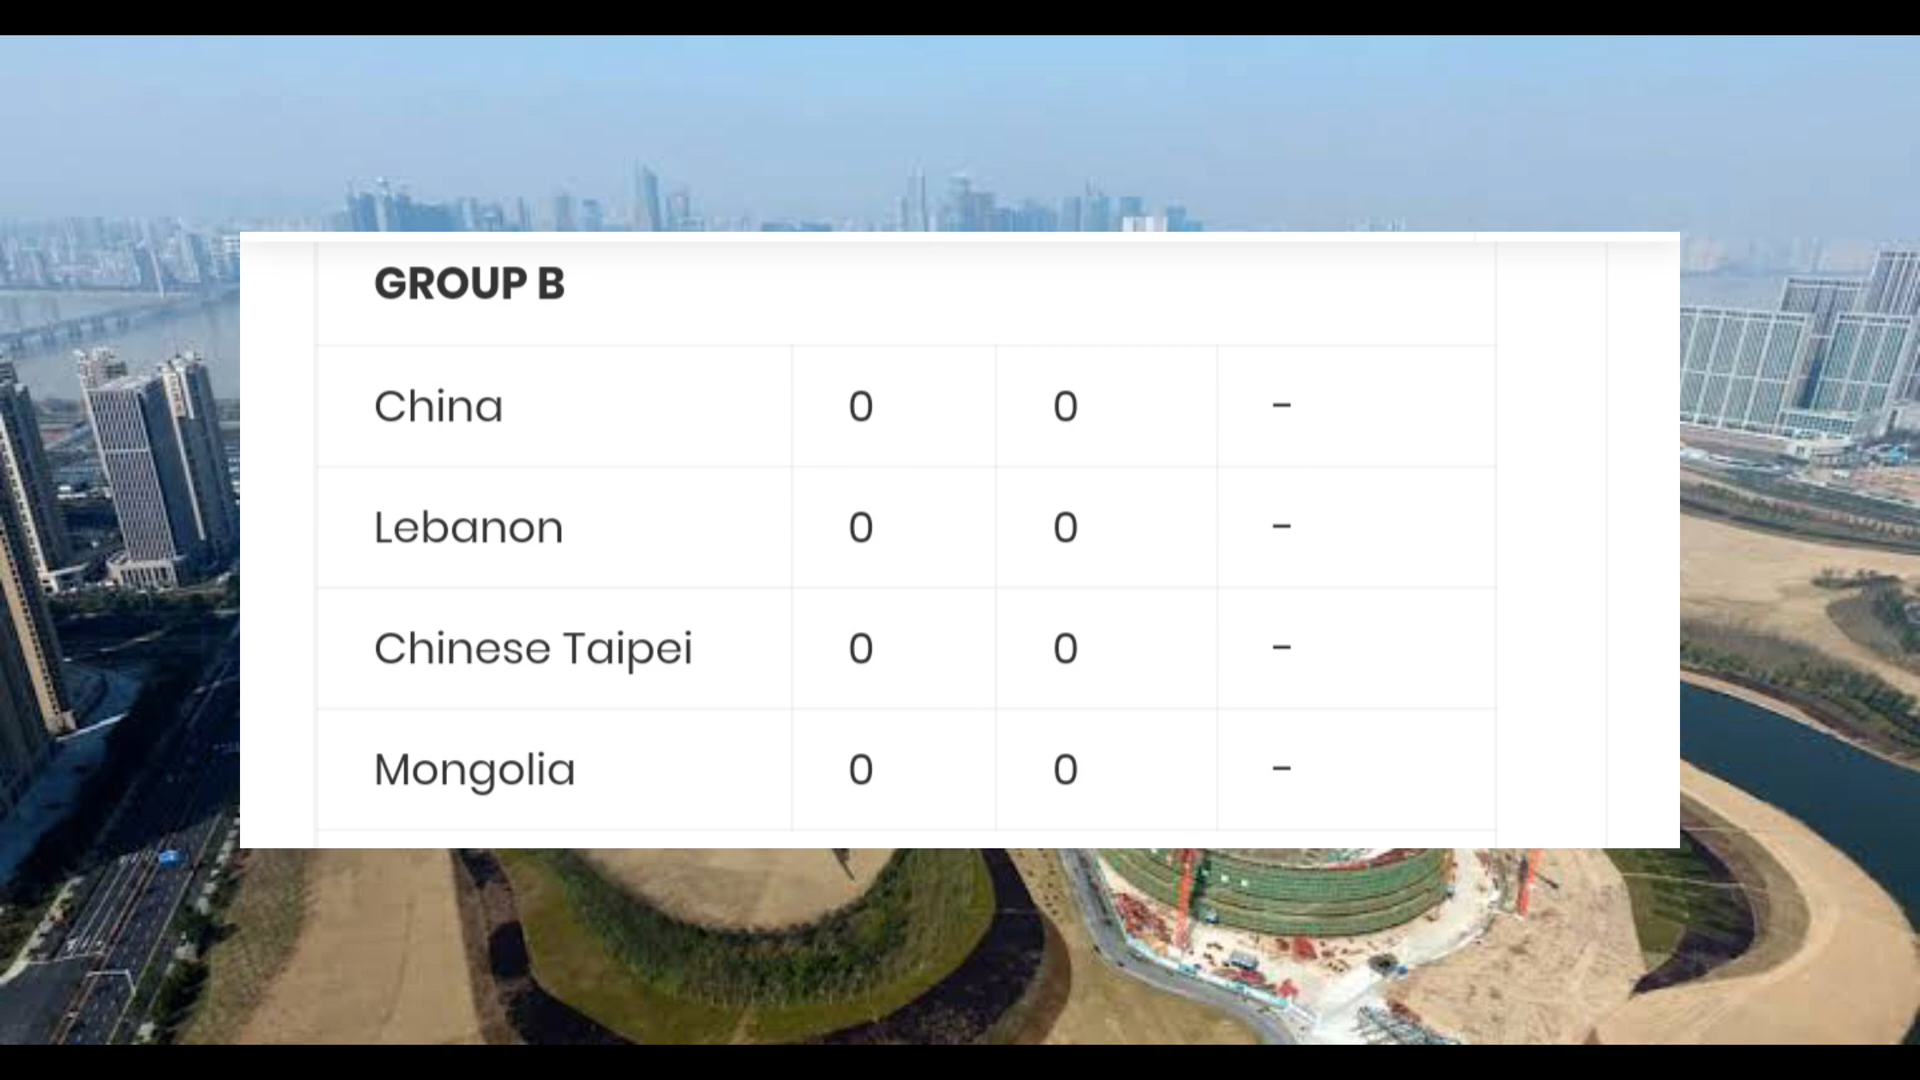 GROUP B
China 0 0 -
Lebanon 0 0 -
Chinese Taipei 0 0 -
Mongolia 0 0 -